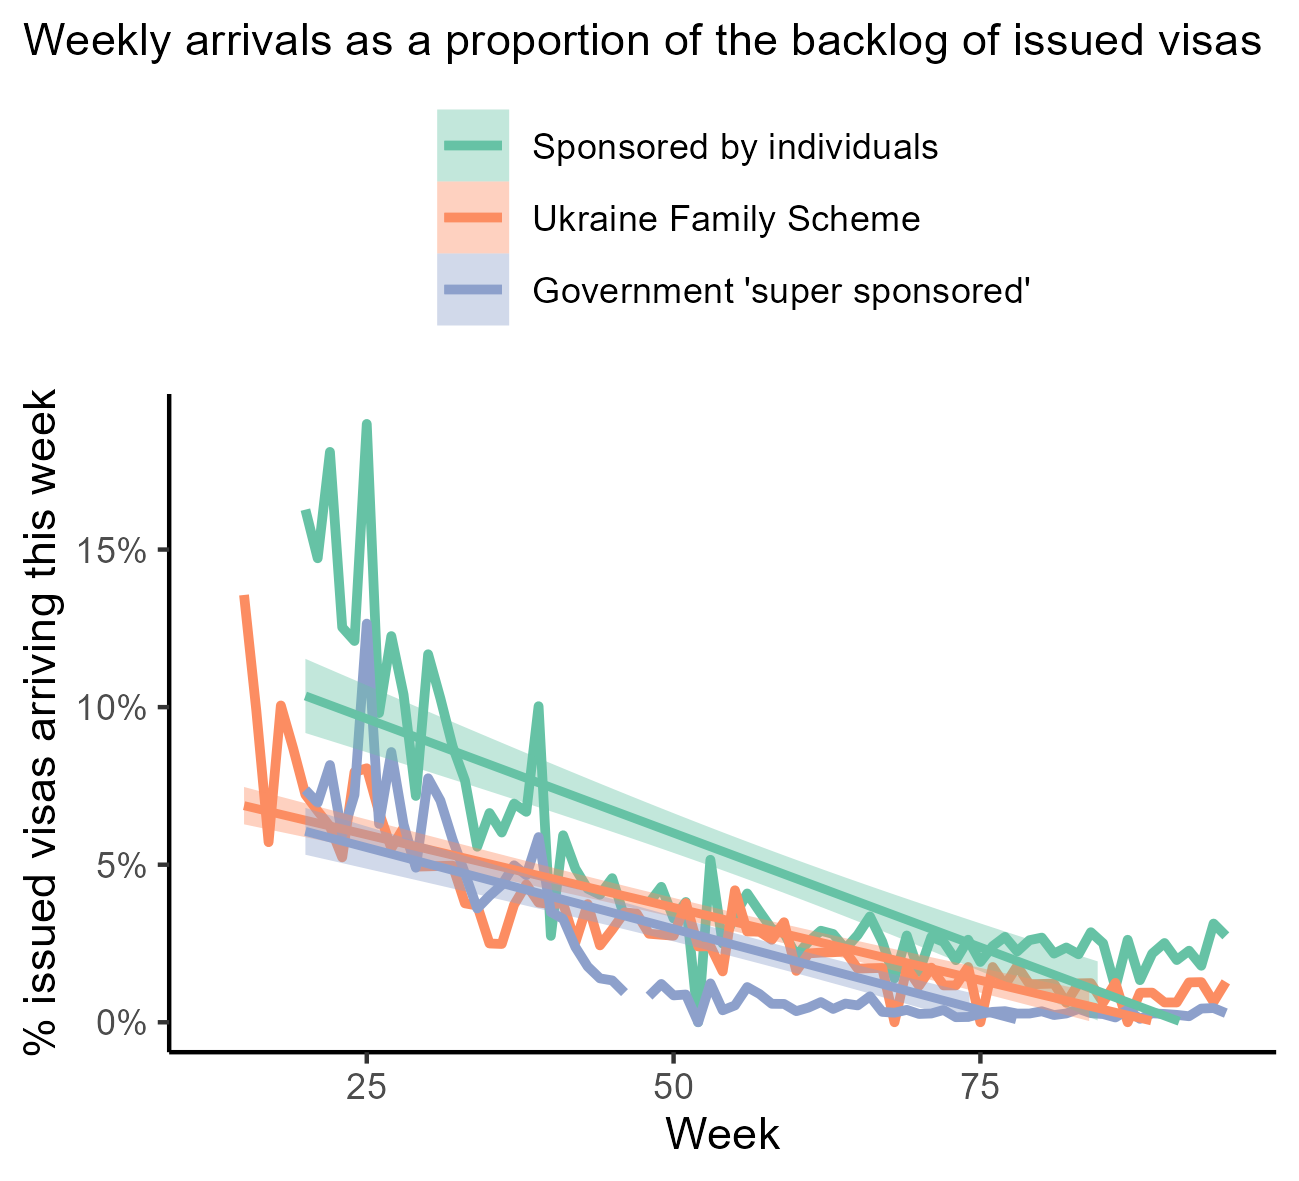 Weekly arrivals as a proportion of the backlog of issued visas
Sponsored by individuals
Ukraine Family Scheme
Government 'super sponsored'
% issued visas arriving this week
15%
10%
5%
0%
25
50
75
Week